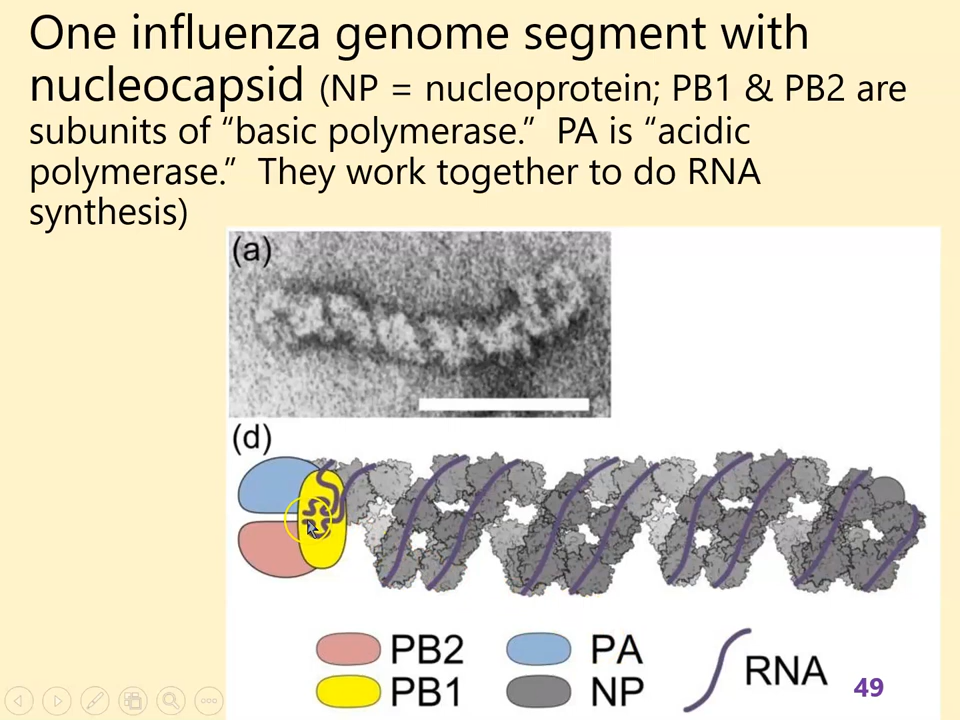 One influenza genome segment with
nucleocapsid (NP = nucleoprotein; PB1 & PB2 are
subunits of “basic polymerase.”  PA is “acidic
polymerase.”  They work together to do RNA
synthesis)
(a)
(d)
PB2
PA
RNA
PB1
NP
49